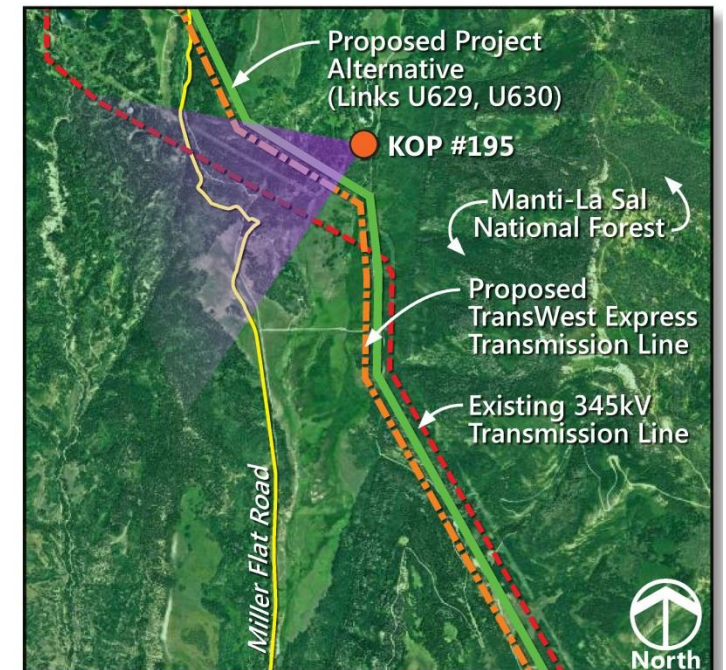 Proposed Project
Alternative
(Links U629, U630)
KOP #195
Manti-La Sal
National Forest
Proposed
TransWest Express
Transmission Line
Existing 345kV
Transmission Line
Miller Flat Road
North